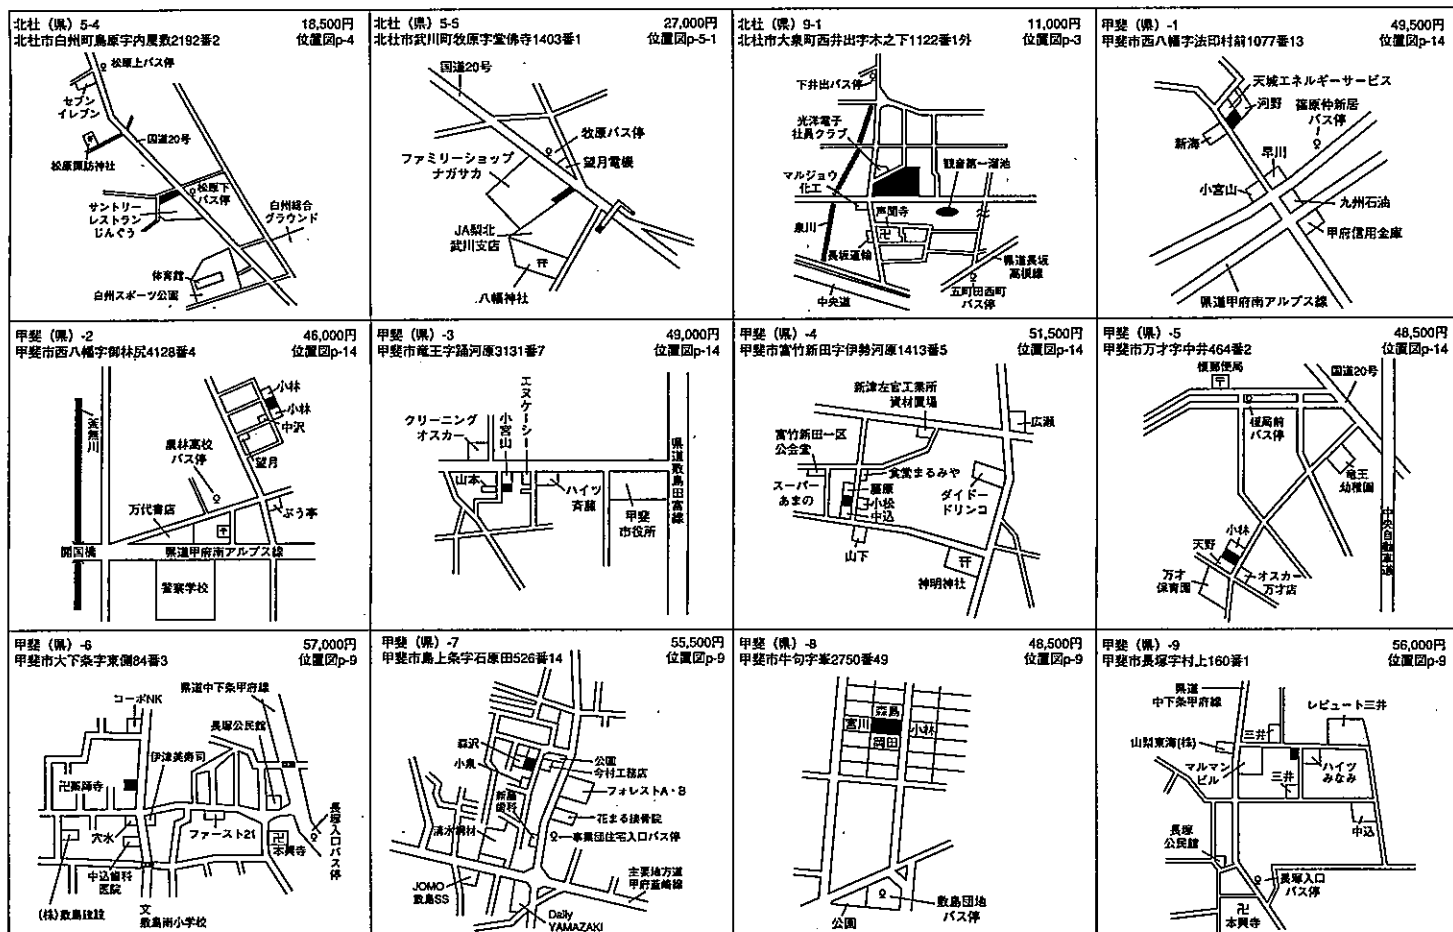 北杜（県）5-4
18,500円
北杜市白州町鳥原字内屋敷2192番2
位置図p-4
松原上バス停
セブン
イレブン
国道20号
松原諏訪神社
松原下
バス停
サントリー
レストラン
じんぐう
白州総合
グラウンド
体育館
白州スポーツ公園
北杜（県）5-5
27,000円
北杜市武川町牧原字堂佛寺1403番1
位置図p-5-1
国道20号
牧原バス停
ファミリーショップ
ナガサカ
望月電機
JA梨北
武川支店
八幡神社
北杜（県）9-1
11,000円
北杜市大泉町西井出字木之下1122番1外
位置図p-3
下井出バス停
光洋電子
社員クラブ
マルジョウ
化工
観音第一溜池
声聞寺
卍
泉川
長坂道輪
県道長坂
高根線
五町田西町
バス停
中央道
甲斐（県）-1
49,500円
甲斐市西八幡字法印村前1077番13
位置図p-14
天城エネルギーサービス
河野
篠原仲新居
バス停
新海
早川
小宮山
九州石油
甲府信用金庫
県道甲府南アルプス線
甲斐（県）-2
46,000円
甲斐市西八幡字御林尻4128番4
位置図p-14
小林
小林
中沢
釜無川
農林高校
バス停
望月
万代書店
ぶう亭
開国橋
県道甲府南アルプス線
警察学校
甲斐（県）-3
49,000円
甲斐市竜王字踊河原3131番7
位置図p-14
エヌケーシー
小宮山
クリーニング
オスカー
県道敷島田富線
山本
ハイツ
斉藤
甲斐
市役所
甲斐（県）-4
51,500円
甲斐市富竹新田字伊勢河原1413番5
位置図p-14
新津左官工業所
資材置場
広瀬
富竹新田一区
公会堂
食堂まるみや
スーパー
あまの
藤原
小松
中込
ダイドー
ドリンコ
山下
神明神社
甲斐（県）-5
48,500円
甲斐市万才字中井464番2
位置図p-14
榎郵便局
国道20号
榎局前
バス停
竜王
幼稚園
中央自動車道
小林
天野
万才
保育園
オスカー
万才店
甲斐（県）-6
57,000円
甲斐市大下条字東側84番3
位置図p-9
コーポNK
県道中下条甲府線
長塚公民館
伊津美寿司
卍薬師寺
穴水
ファースト21
卍
本興寺
長塚入口バス停
中込歯科
医院
(株)敷島建設
文
敷島南小学校
甲斐（県）-7
55,500円
甲斐市島上条字石原田526番14
位置図p-9
森沢
公園
小泉
今村工務店
フォレストA・B
新藤
歯科
花まる接骨院
清水銘材
事業団住宅入口バス停
JOMO
敷島SS
主要地方道
甲府韮崎線
Daily
YAMAZAKI
甲斐（県）-8
48,500円
甲斐市牛句字峯2750番49
位置図p-9
森島
宮川
小林
岡田
敷島団地
バス停
公園
甲斐（県）-9
56,000円
甲斐市長塚字村上160番1
位置図p-9
県道
中下条甲府線
レピュート三井
三井
山梨東海(株)
マルマン
ビル
三井
ハイツ
みなみ
中込
長塚
公民館
長塚入口
バス停
卍
本興寺